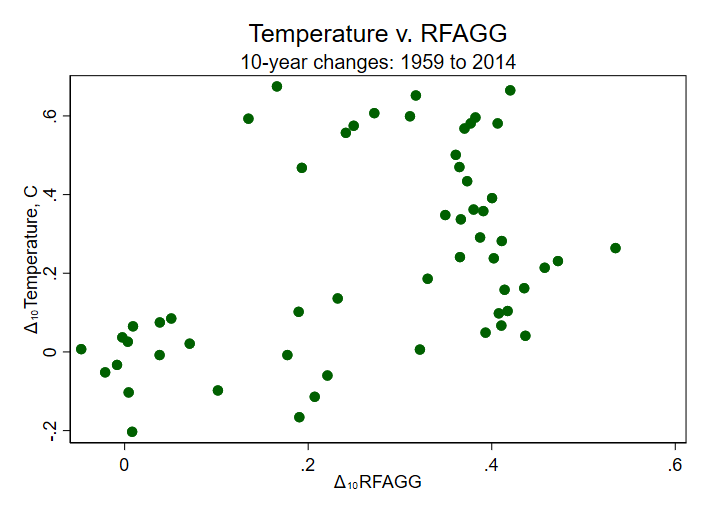 Temperature v. RFAGG
10-year changes: 1959 to 2014
Δ₁₀Temperature, C
.6
.4
.2
0
-.2
0 .2 .4 .6
Δ₁₀RFAGG